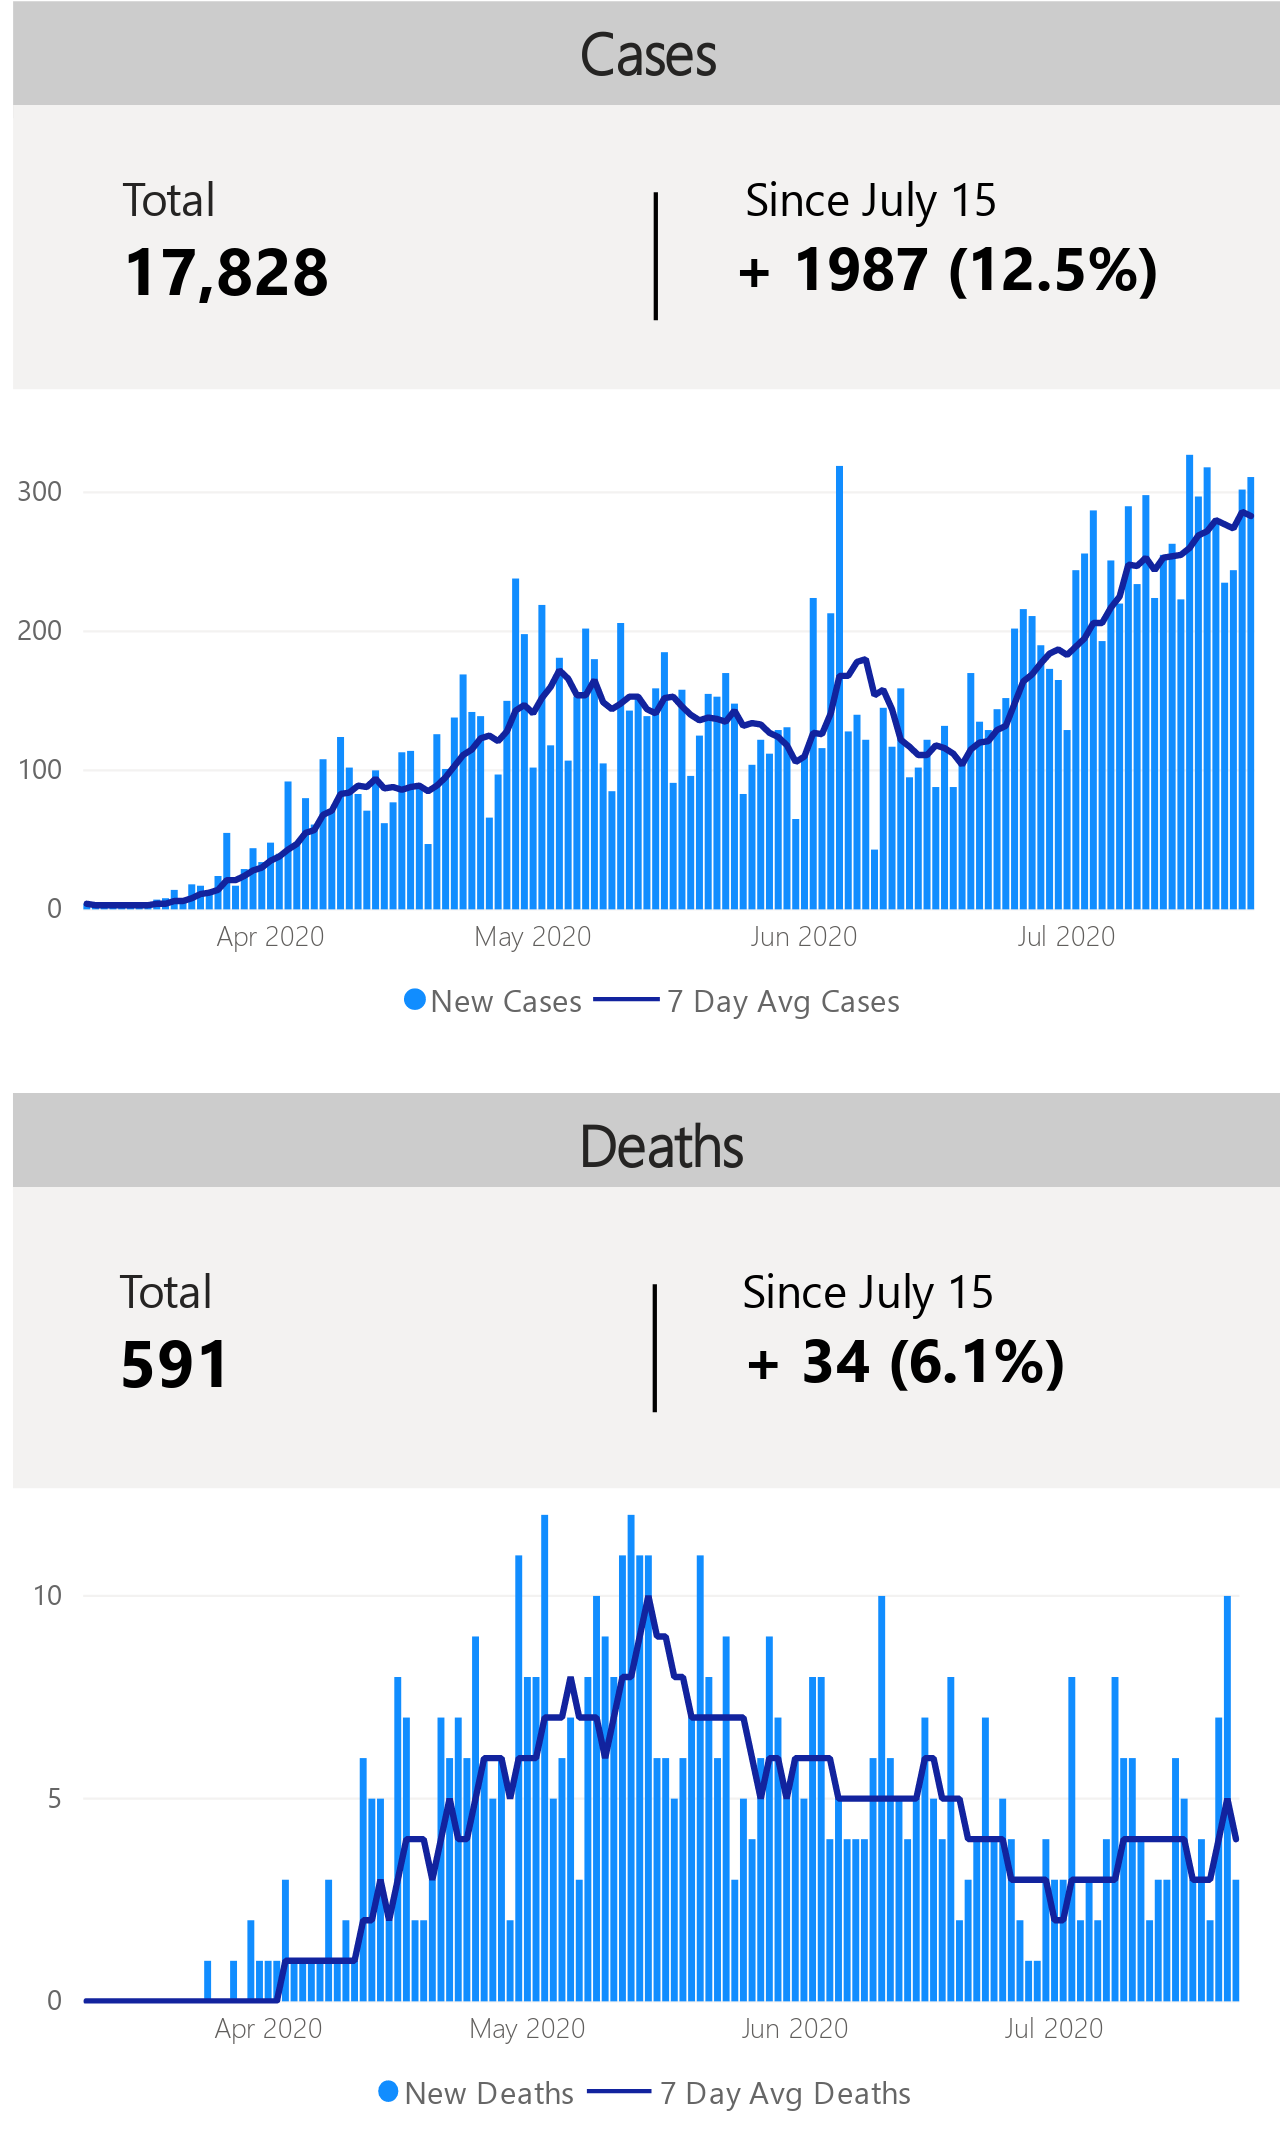 Cases
Total
Since July 15
17,828
+ 1987 (12.5%)
300
200
100
0
Apr 2020
May 2020
Jun 2020
Jul 2020
New Cases
7 Day Avg Cases
Deaths
Total
Since July 15
591
+ 34 (6.1%)
10
5
0
Apr 2020
May 2020
Jun 2020
Jul 2020
New Deaths
7 Day Avg Deaths